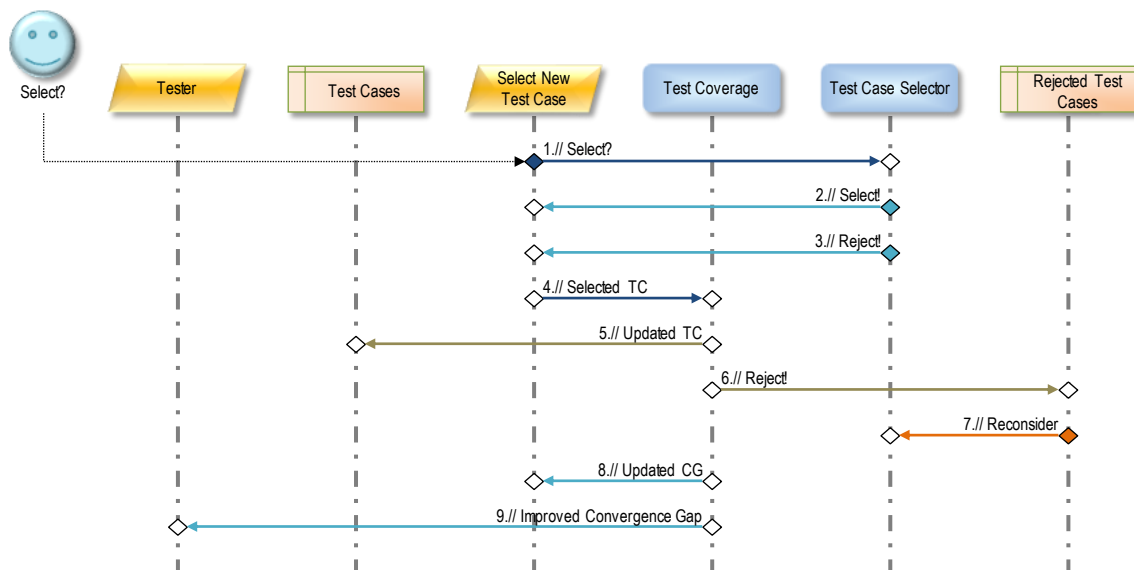 Select?
Tester
Test Cases
Select New
Test Case
Test Coverage
Test Case Selector
Rejected Test
Cases
1.// Select?
2.// Select!
3.// Reject!
4.// Selected TC
5.// Updated TC
6.// Reject!
7.// Reconsider
8.// Updated CG
9.// Improved Convergence Gap